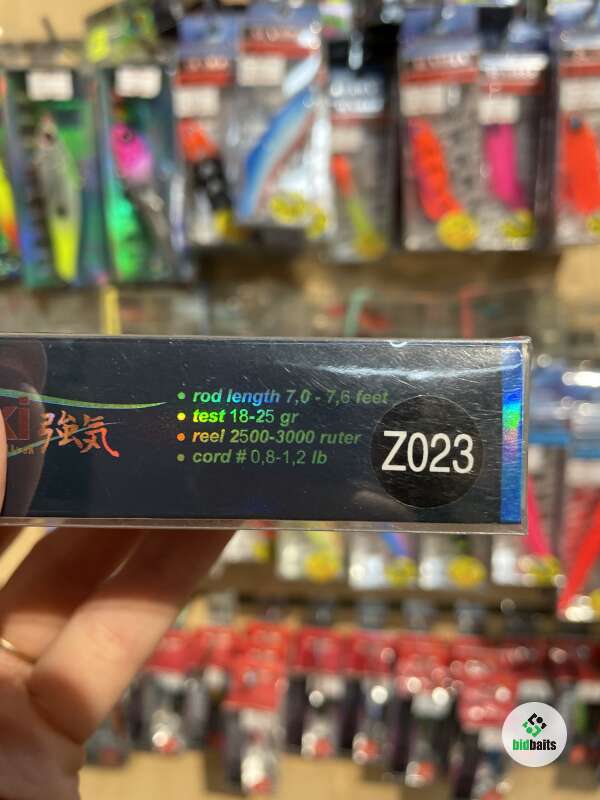 • rod length 7,0 - 7,6 feet
• test 18-25 gr
• reel 2500-3000 ruter
• cord # 0,8-1,2 lb
ki
強気
Z023
bidbaits